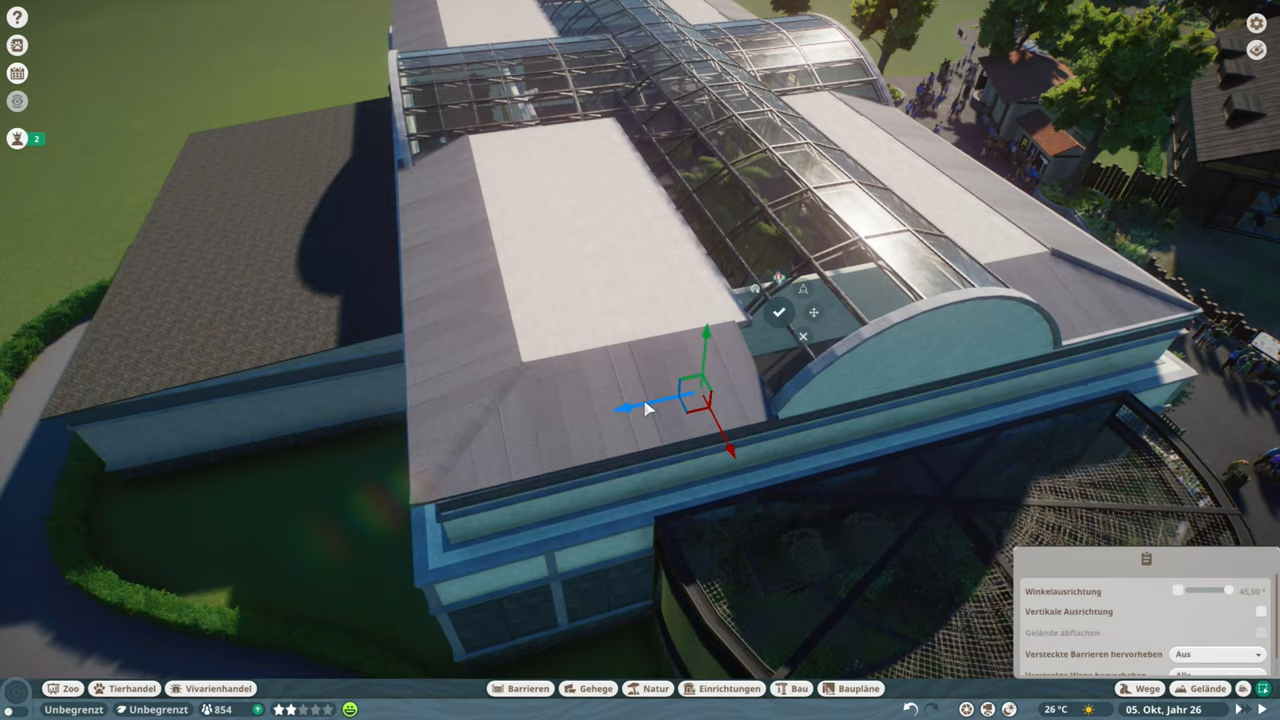 ?
2
Winkelausrichtung 45,00 °
Vertikale Ausrichtung
Gelände abflachen
Versteckte Barrieren hervorheben Aus
Zoo Tierhandel Vivarienhandel Barrieren Gehege Natur Einrichtungen Bau Baupläne Wege Gelände
Unbegrenzt Unbegrenzt 854 26 °C 05. Okt, Jahr 26